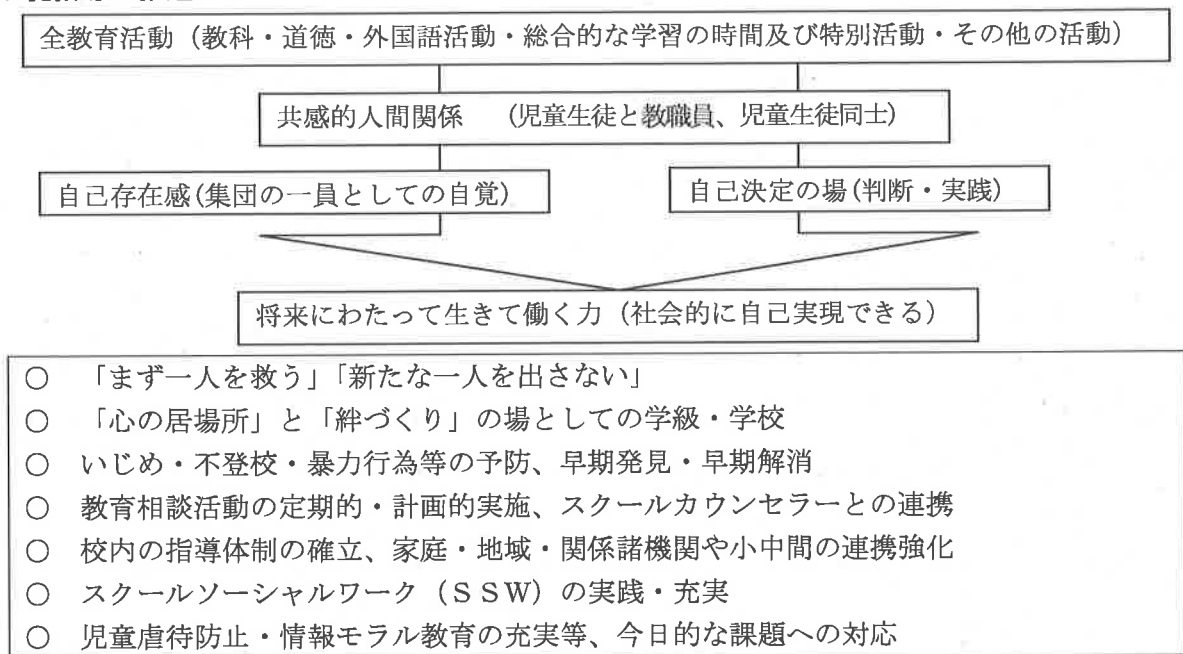 全教育活動（教科・道徳・外国語活動・総合的な学習の時間及び特別活動・その他の活動）
共感的人間関係　（児童生徒と教職員、児童生徒同士）
自己存在感(集団の一員としての自覚)
自己決定の場(判断・実践)
将来にわたって生きて働く力（社会的に自己実現できる）
○　「まず一人を救う」「新たな一人を出さない」
○　「心の居場所」と「絆づくり」の場としての学級・学校
○　いじめ・不登校・暴力行為等の予防、早期発見・早期解消
○　教育相談活動の定期的・計画的実施、スクールカウンセラーとの連携
○　校内の指導体制の確立、家庭・地域・関係諸機関や小中間の連携強化
○　スクールソーシャルワーク（ＳＳＷ）の実践・充実
○　児童虐待防止・情報モラル教育の充実等、今日的な課題への対応